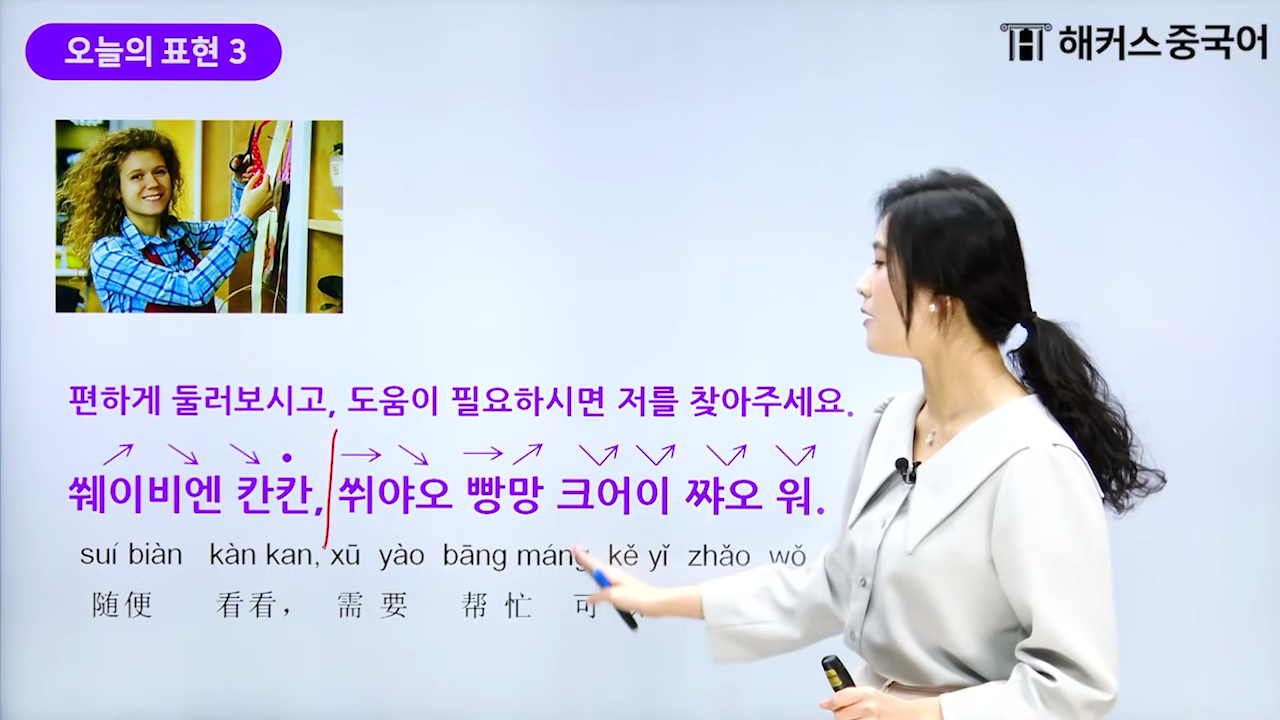 오늘의 표현 3
해커스중국어
편하게 둘러보시고, 도움이 필요하시면 저를 찾아주세요.
쒜이비엔 칸칸, 쒸야오 빵망 크어이 쨔오 워.
suí biàn kàn kan, xū yào bāng máng kě yǐ zhǎo wǒ
随便 看看， 需要 帮忙 可